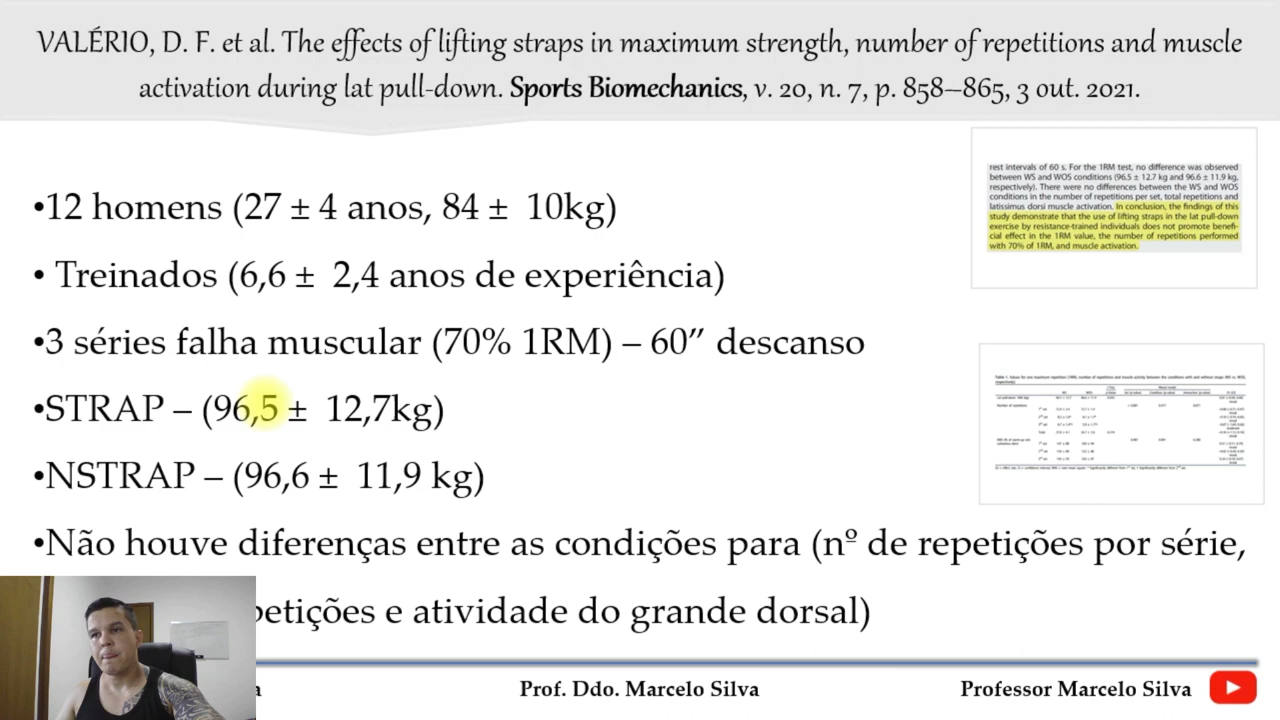 VALÉRIO, D. F. et al. The effects of lifting straps in maximum strength, number of repetitions and muscle
activation during lat pull-down. Sports Biomechanics, v. 20, n. 7, p. 858–865, 3 out. 2021.
rest intervals of 60 s. For the 1RM test, no difference was observed
between WS and WOS conditions (96.5 ± 12.7 kg and 96.6 ± 11.9 kg,
respectively). There were no differences between the WS and WOS
conditions in the number of repetitions per set, total repetitions and
latissimus dorsi muscle activation. In conclusion, the findings of this
study demonstrate that the use of lifting straps in the lat pull-down
exercise by resistance-trained individuals does not promote benefi-
cial effect in the 1RM value, the number of repetitions performed
with 70% of 1RM, and muscle activation.
•12 homens (27 ± 4 anos, 84 ± 10kg)
• Treinados (6,6 ± 2,4 anos de experiência)
•3 séries falha muscular (70% 1RM) – 60” descanso
•STRAP – (96,5 ± 12,7kg)
•NSTRAP – (96,6 ± 11,9 kg)
•Não houve diferenças entre as condições para (nº de repetições por série,
petições e atividade do grande dorsal)
Prof. Ddo. Marcelo Silva
Professor Marcelo Silva